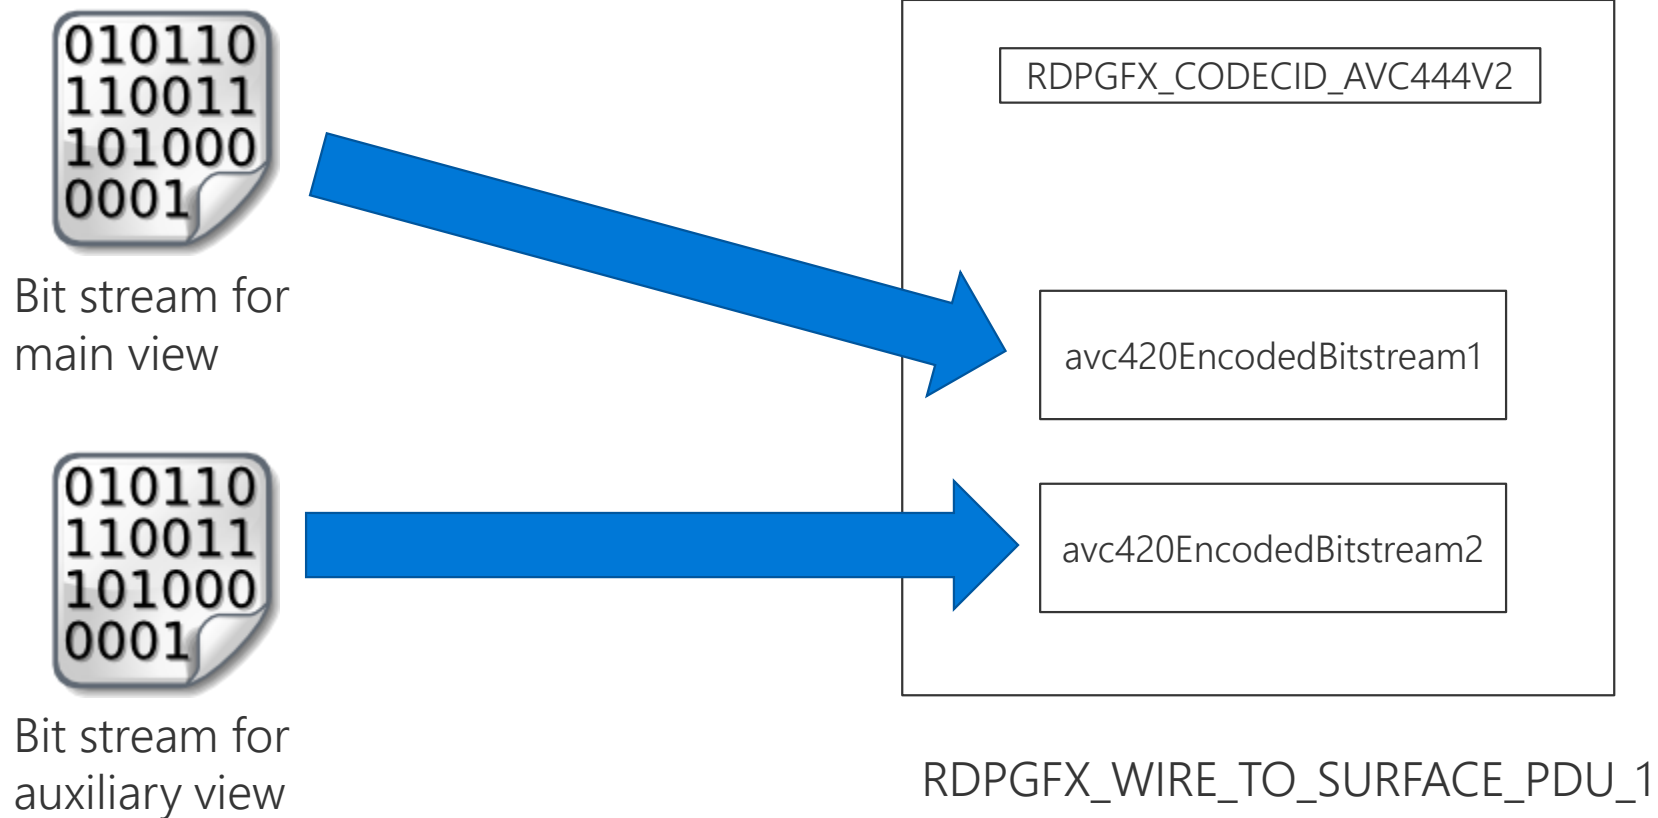 010110
110011
101000
0001
Bit stream for
main view
010110
110011
101000
0001
Bit stream for
auxiliary view
RDPGFX_CODECID_AVC444V2
avc420EncodedBitstream1
avc420EncodedBitstream2
RDPGFX_WIRE_TO_SURFACE_PDU_1